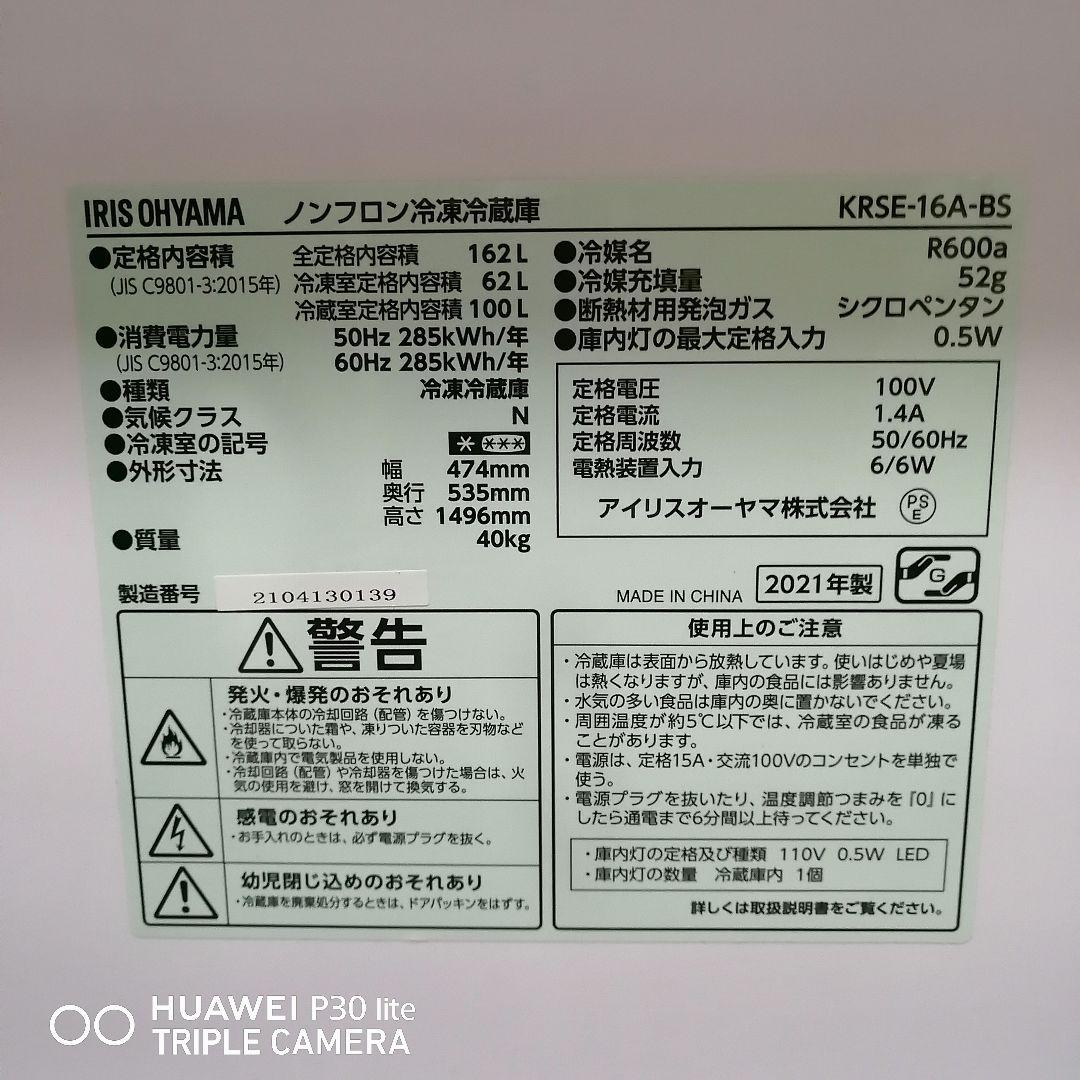 IRIS OHYAMA ノンフロン冷凍冷蔵庫 KRSE-16A-BS
●定格内容積 全定格内容積 162L
(JIS C9801-3:2015年) 冷凍室定格内容積 62L
冷蔵室定格内容積 100L
●消費電力量 50Hz 285kWh/年
(JIS C9801-3:2015年) 60Hz 285kWh/年
●種類 冷凍冷蔵庫
●気候クラス N
●冷凍室の記号
●外形寸法 幅 474mm
奥行 535mm
高さ 1496mm
●質量 40kg
製造番号 2104130139
●冷媒名 R600a
●冷媒充填量 52g
●断熱材用発泡ガス シクロペンタン
●庫内灯の最大定格入力 0.5W
定格電圧 100V
定格電流 1.4A
定格周波数 50/60Hz
電熱装置入力 6/6W
アイリスオーヤマ株式会社 PSE
MADE IN CHINA 2021年製 G
警告
発火・爆発のおそれあり
・冷蔵庫本体の冷却回路（配管）を傷つけない。
・冷却器についた霜や、凍りついた容器を刃物など
を使って取らない。
・冷蔵庫内で電気製品を使用しない。
・冷却回路（配管）や冷却器を傷つけた場合は、火
気の使用を避け、窓を開けて換気する。
感電のおそれあり
・お手入れのときは、必ず電源プラグを抜く。
幼児閉じ込めのおそれあり
・冷蔵庫を廃棄処分するときは、ドアパッキンをはずす。
使用上のご注意
・冷蔵庫は表面から放熱しています。使いはじめや夏場
は熱くなりますが、庫内の食品には影響ありません。
・水気の多い食品は庫内の奥に置かないでください。
・周囲温度が約5℃以下では、冷蔵室の食品が凍る
ことがあります。
・電源は、定格15A・交流100Vのコンセントを単独で
使う。
・電源プラグを抜いたり、温度調節つまみを『0』に
したら通電まで6分間以上待ってください。
・庫内灯の定格及び種類 110V 0.5W LED
・庫内灯の数量 冷蔵庫内 1個
詳しくは取扱説明書をご覧ください。
HUAWEI P30 lite
TRIPLE CAMERA